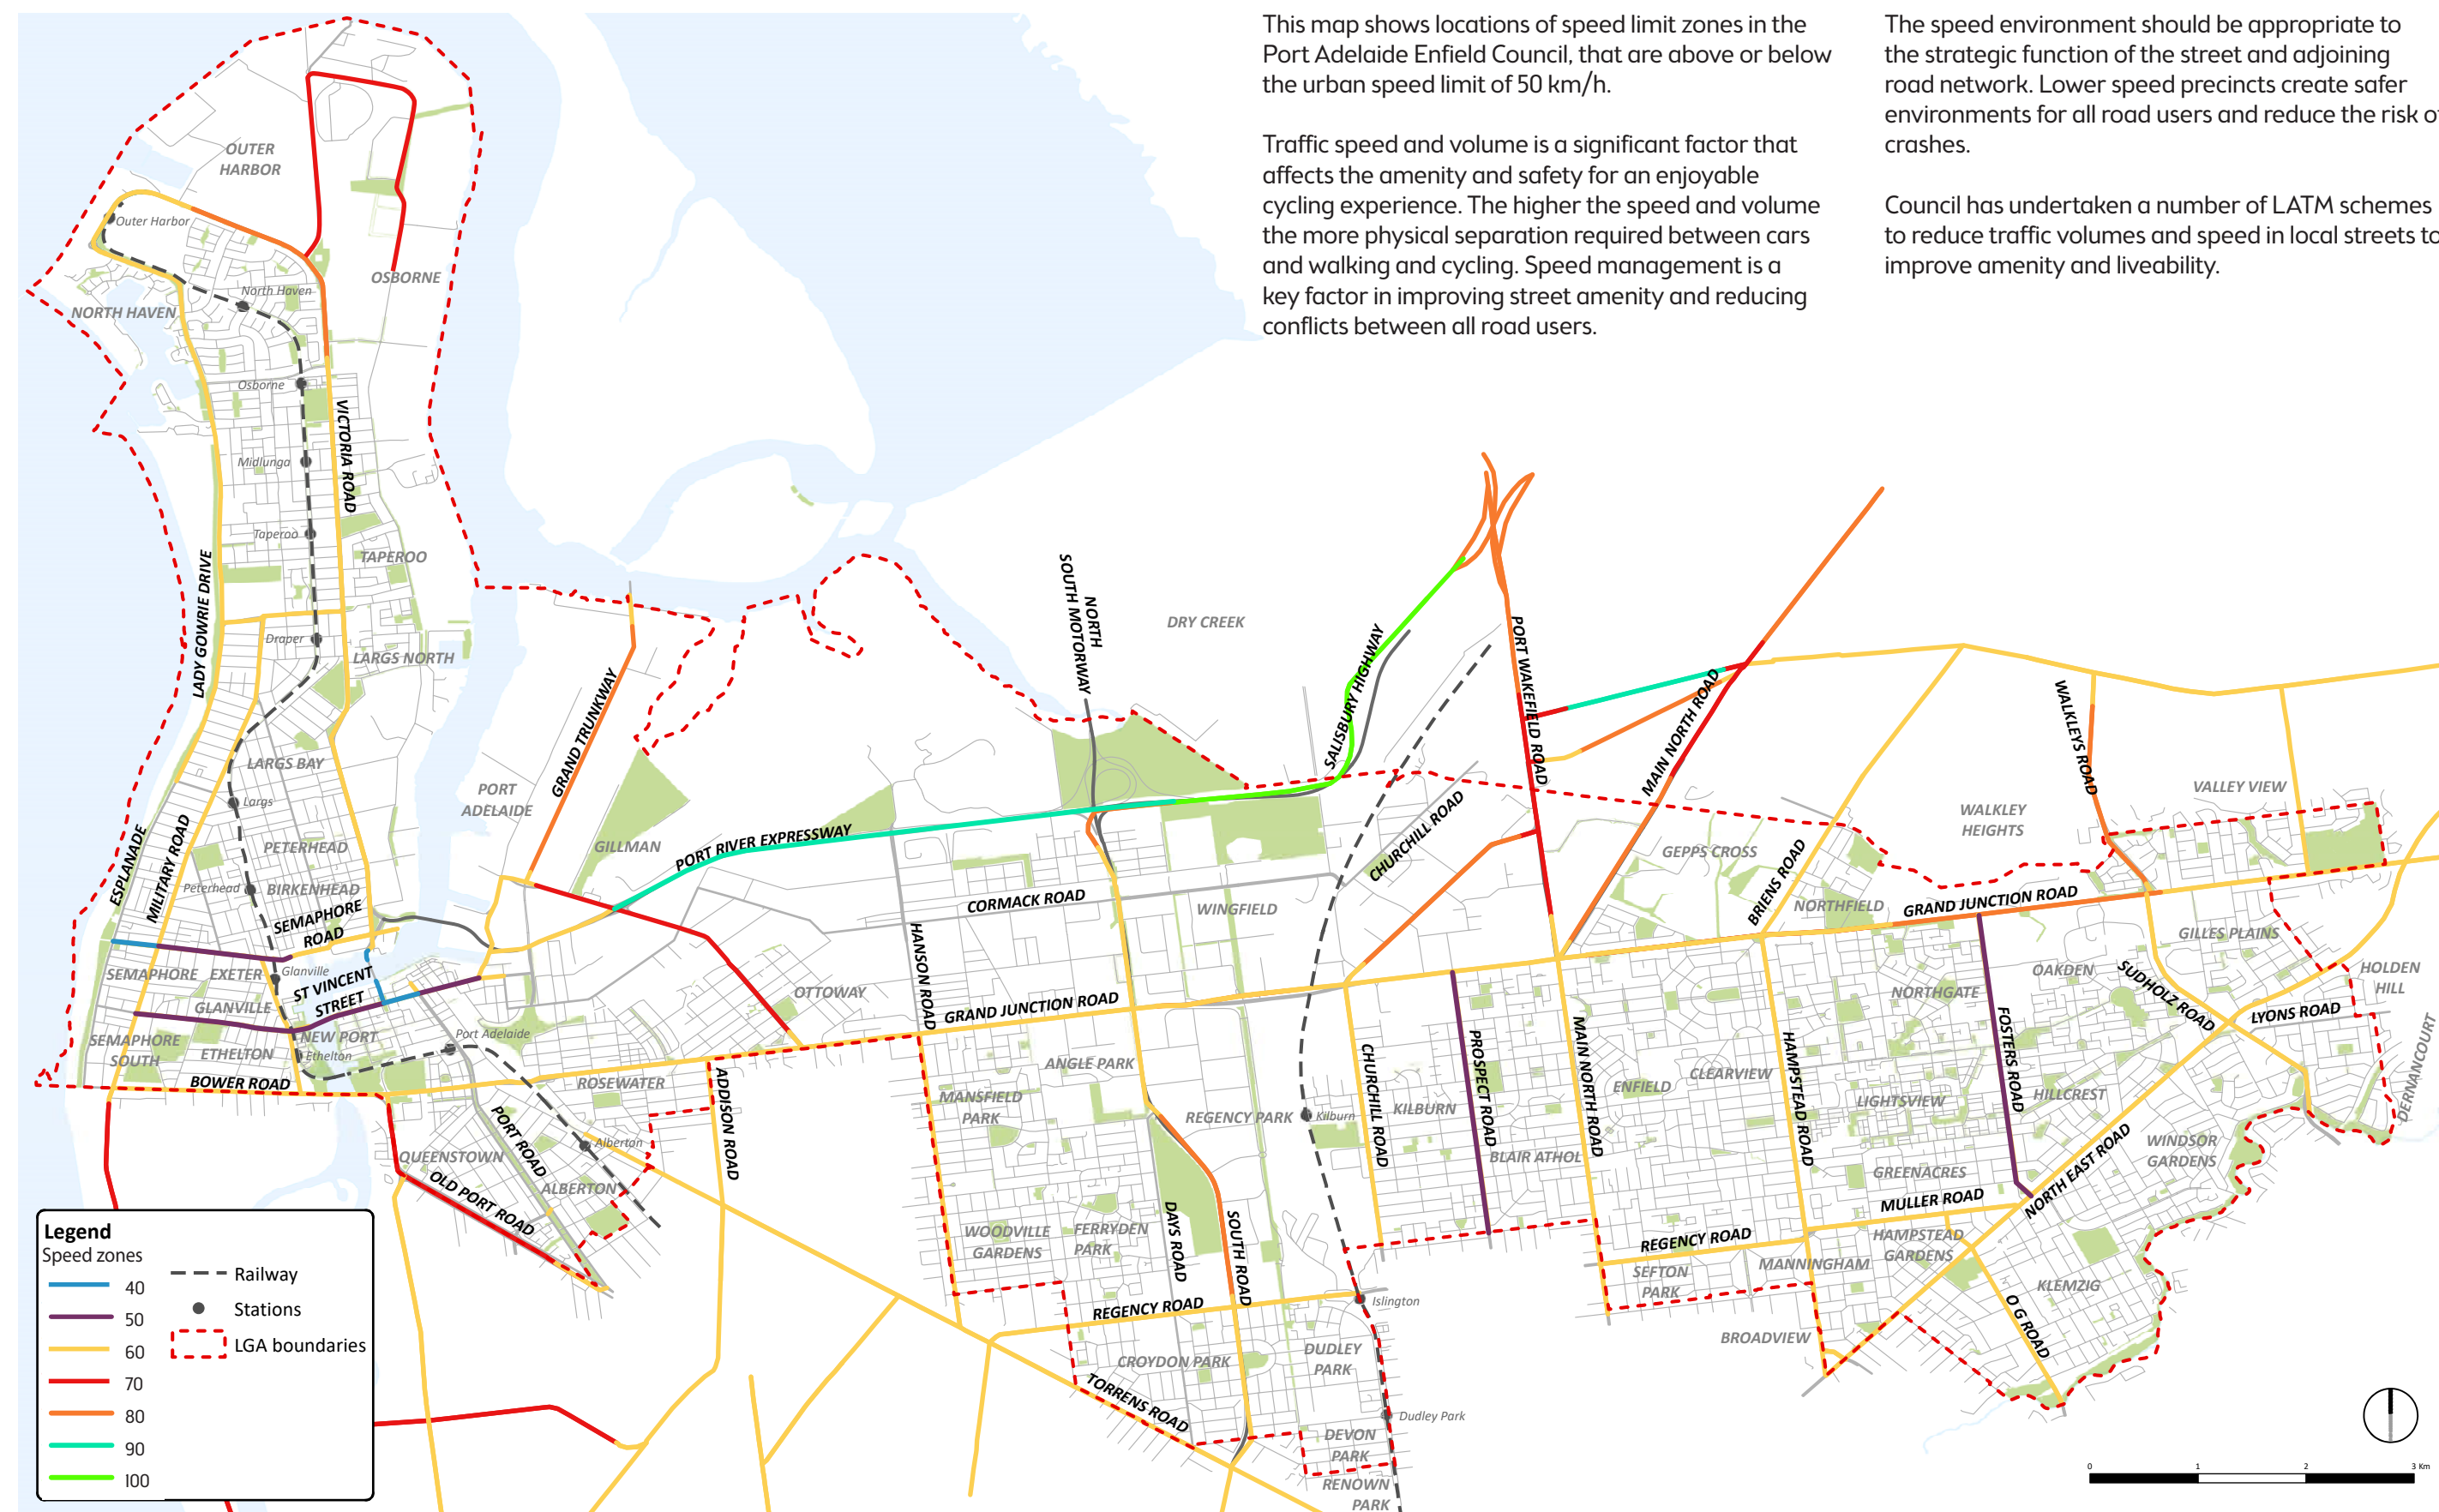 This map shows locations of speed limit zones in the
Port Adelaide Enfield Council, that are above or below
the urban speed limit of 50 km/h.
Traffic speed and volume is a significant factor that
affects the amenity and safety for an enjoyable
cycling experience. The higher the speed and volume
the more physical separation required between cars
and walking and cycling. Speed management is a
key factor in improving street amenity and reducing
conflicts between all road users.
The speed environment should be appropriate to
the strategic function of the street and adjoining
road network. Lower speed precincts create safer
environments for all road users and reduce the risk of
crashes.
Council has undertaken a number of LATM schemes
to reduce traffic volumes and speed in local streets to
improve amenity and liveability.
OUTER
HARBOR
Outer Harbor
OSBORNE
North Haven
NORTH HAVEN
Osborne
VICTORIA ROAD
Midlunga
Taperoo
TAPEROO
LADY GOWRIE DRIVE
Draper
LARGS NORTH
LARGS BAY
Largs
ESPLANADE
MILITARY ROAD
PETERHEAD
Peterhead
BIRKENHEAD
SEMAPHORE
ROAD
SEMAPHORE
EXETER
Glanville
ST VINCENT
STREET
GLANVILLE
NEW PORT
SEMAPHORE
SOUTH
ETHELTON
Ethelton
BOWER ROAD
Port Adelaide
PORT
ADELAIDE
GRAND TRUNKWAY
GILLMAN
PORT RIVER EXPRESSWAY
NORTH
SOUTH MOTORWAY
DRY CREEK
SALISBURY HIGHWAY
PORT WAKEFIELD ROAD
MAIN NORTH ROAD
CHURCHILL ROAD
WALKLEYS ROAD
VALLEY VIEW
WALKLEY
HEIGHTS
GEPPS CROSS
BRIENS ROAD
NORTHFIELD
GRAND JUNCTION ROAD
GILLES PLAINS
HOLDEN
HILL
OAKDEN
SUDHOLZ ROAD
LYONS ROAD
DERNANCOURT
CORMACK ROAD
WINGFIELD
HANSON ROAD
OTTOWAY
GRAND JUNCTION ROAD
ROSEWATER
ADDISON ROAD
PORT ROAD
Alberton
QUEENSTOWN
ALBERTON
OLD PORT ROAD
ANGLE PARK
MANSFIELD
PARK
REGENCY PARK
Kilburn
CHURCHILL ROAD
KILBURN
PROSPECT ROAD
BLAIR ATHOL
MAIN NORTH ROAD
ENFIELD
CLEARVIEW
HAMPSTEAD ROAD
NORTHGATE
LIGHTSVIEW
FOSTERS ROAD
HILLCREST
GREENACRES
MULLER ROAD
NORTH EAST ROAD
WINDSOR
GARDENS
WOODVILLE
GARDENS
FERRYDEN
PARK
DAYS ROAD
SOUTH ROAD
REGENCY ROAD
SEFTON
PARK
MANNINGHAM
HAMPSTEAD
GARDENS
KLEMZIG
O G ROAD
BROADVIEW
REGENCY ROAD
Islington
CROYDON PARK
DUDLEY
PARK
TORRENS ROAD
Dudley Park
DEVON
PARK
RENOWN
PARK
Legend
Speed zones
40
50
60
70
80
90
100
Railway
Stations
LGA boundaries
0 1 2 3 Km